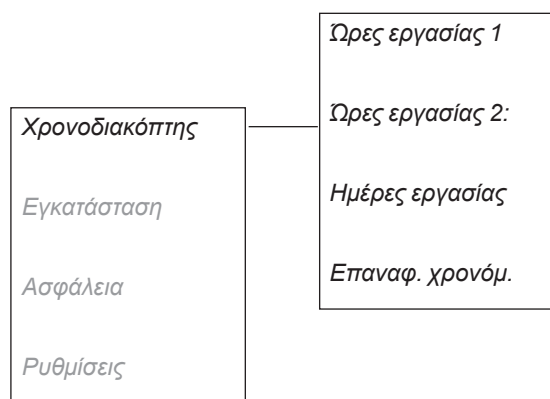 Ώρες εργασίας 1
Ώρες εργασίας 2:
Χρονοδιακόπτης
Ημέρες εργασίας
Εγκατάσταση
Επαναφ. χρονόμ.
Ασφάλεια
Ρυθμίσεις